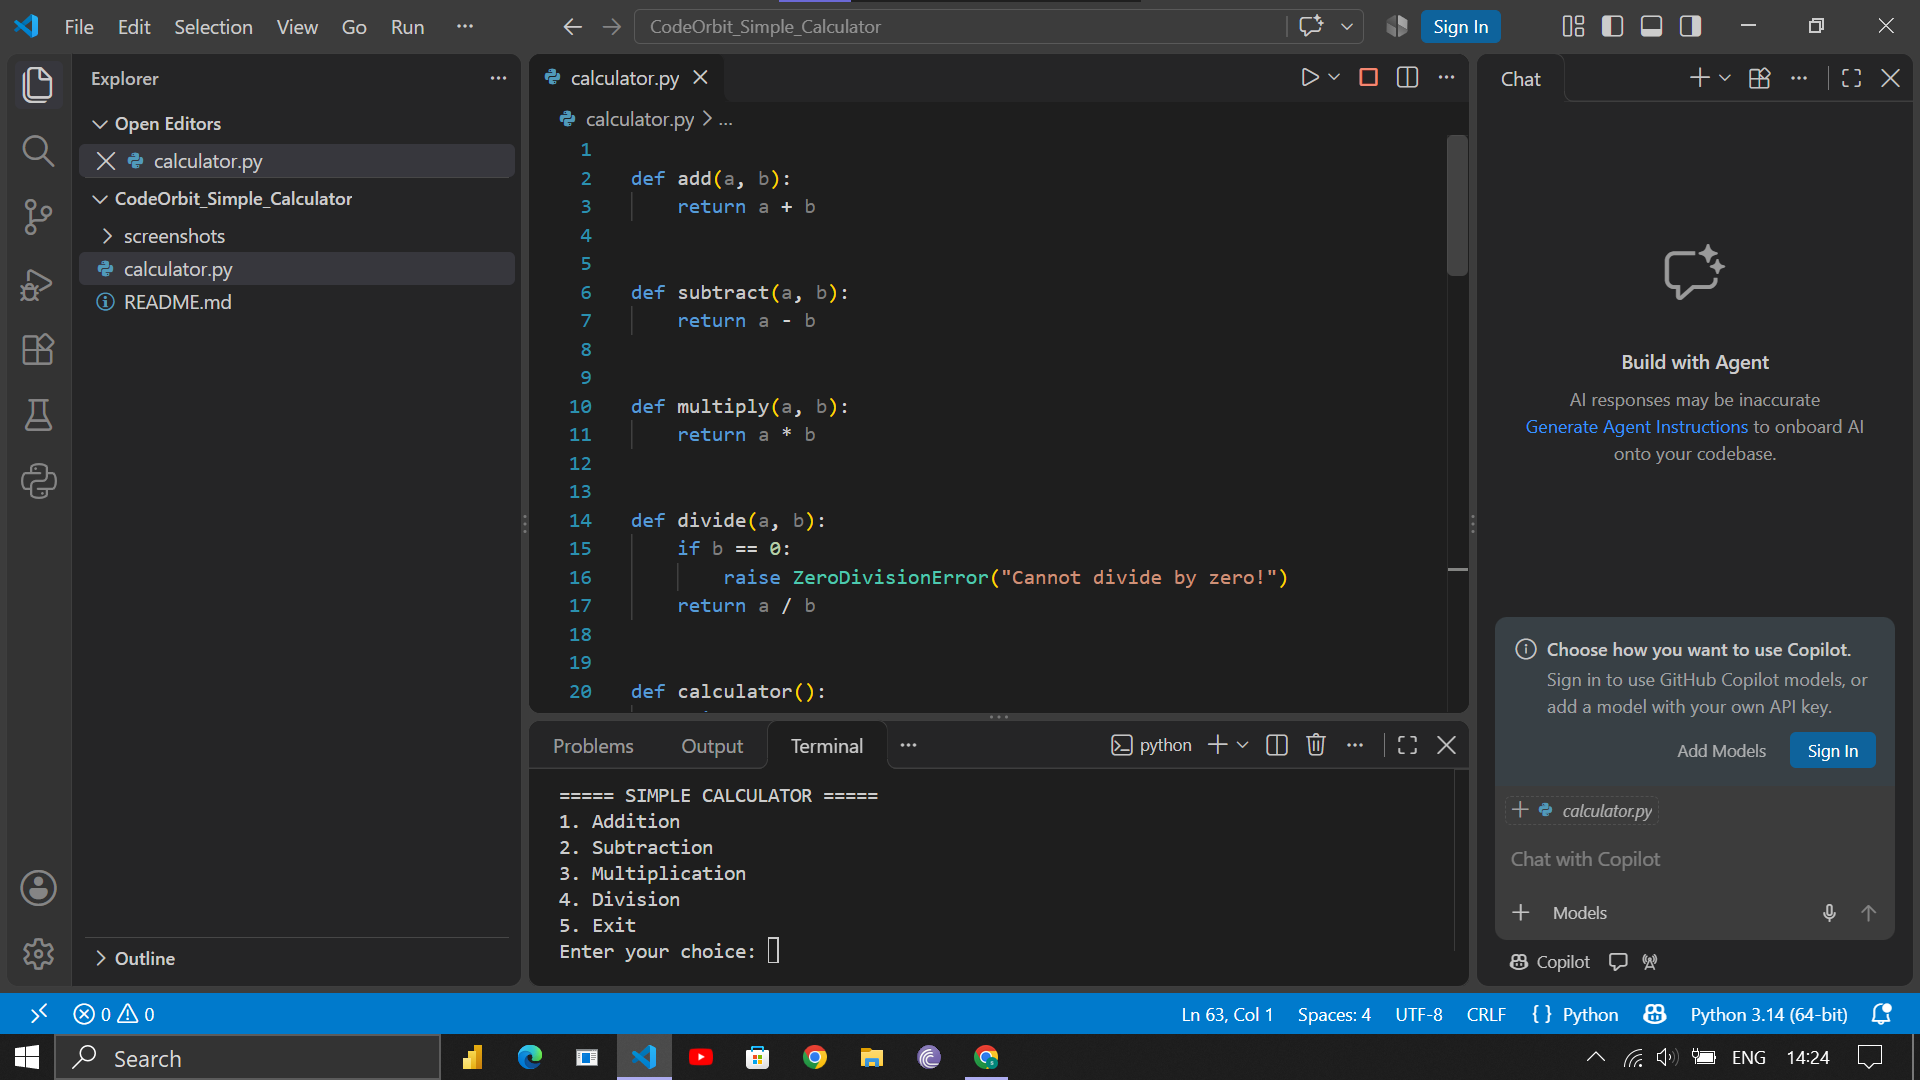 File Edit Selection View Go Run ...
CodeOrbit_Simple_Calculator
Sign In
Explorer
Open Editors
calculator.py
CodeOrbit_Simple_Calculator
screenshots
calculator.py
README.md
Outline
calculator.py
calculator.py > ...
1
2 def add(a, b):
3 return a + b
4
5
6 def subtract(a, b):
7 return a - b
8
9
10 def multiply(a, b):
11 return a * b
12
13
14 def divide(a, b):
15 if b == 0:
16 raise ZeroDivisionError("Cannot divide by zero!")
17 return a / b
18
19
20 def calculator():
Problems Output Terminal ...
python
===== SIMPLE CALCULATOR =====
1. Addition
2. Subtraction
3. Multiplication
4. Division
5. Exit
Enter your choice:
Chat
Build with Agent
AI responses may be inaccurate
Generate Agent Instructions to onboard AI
onto your codebase.
Choose how you want to use Copilot.
Sign in to use GitHub Copilot models, or
add a model with your own API key.
Add Models Sign In
calculator.py
Chat with Copilot
Models
Copilot
0 0
Ln 63, Col 1 Spaces: 4 UTF-8 CRLF { } Python Python 3.14 (64-bit)
Search
ENG 14:24